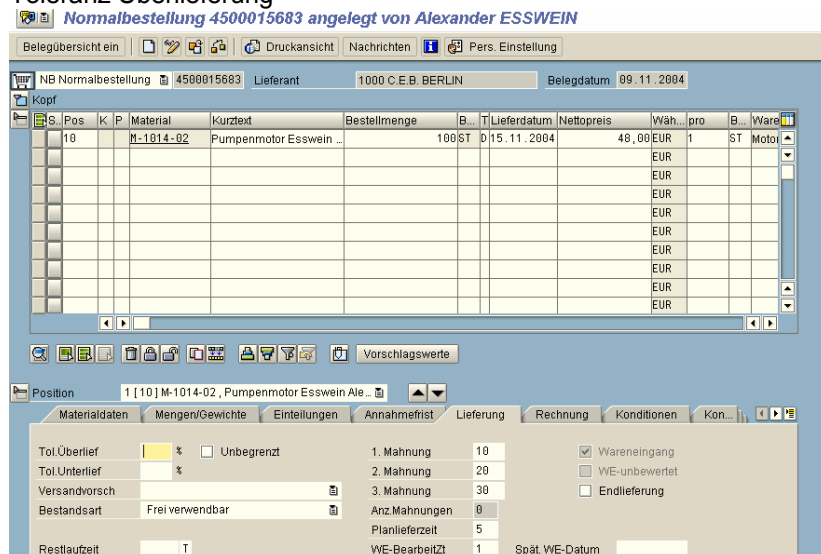 Toleranz Überlieferung
Normalbestellung 4500015683 angelegt von Alexander ESSWEIN
Belegübersicht ein Druckansicht Nachrichten Pers. Einstellung
NB Normalbestellung 4500015683 Lieferant 1000 C.E.B. BERLIN Belegdatum 09.11.2004
Kopf
S.. Pos K P Material Kurztext Bestellmenge B... T Lieferdatum Nettopreis Wäh... pro B... Ware
10 M-1014-02 Pumpenmotor Esswein ... 100 ST D 15.11.2004 48,00 EUR 1 ST Motor
EUR
EUR
EUR
EUR
EUR
EUR
EUR
EUR
EUR
Vorschlagswerte
Position 1 [ 10 ] M-1014-02 , Pumpenmotor Esswein Ale...
Materialdaten Mengen/Gewichte Einteilungen Annahmefrist Lieferung Rechnung Konditionen Kon...
Tol.Überlief % Unbegrenzt 1. Mahnung 10 Wareneingang
Tol.Unterlief % 2. Mahnung 20 WE-unbewertet
Versandvorsch 3. Mahnung 30 Endlieferung
Bestandsart Frei verwendbar Anz.Mahnungen 0
Planlieferzeit 5
Restlaufzeit T WE-BearbeitZt 1 Spät. WE-Datum